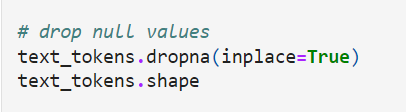 # drop null values
text_tokens.dropna(inplace=True)
text_tokens.shape